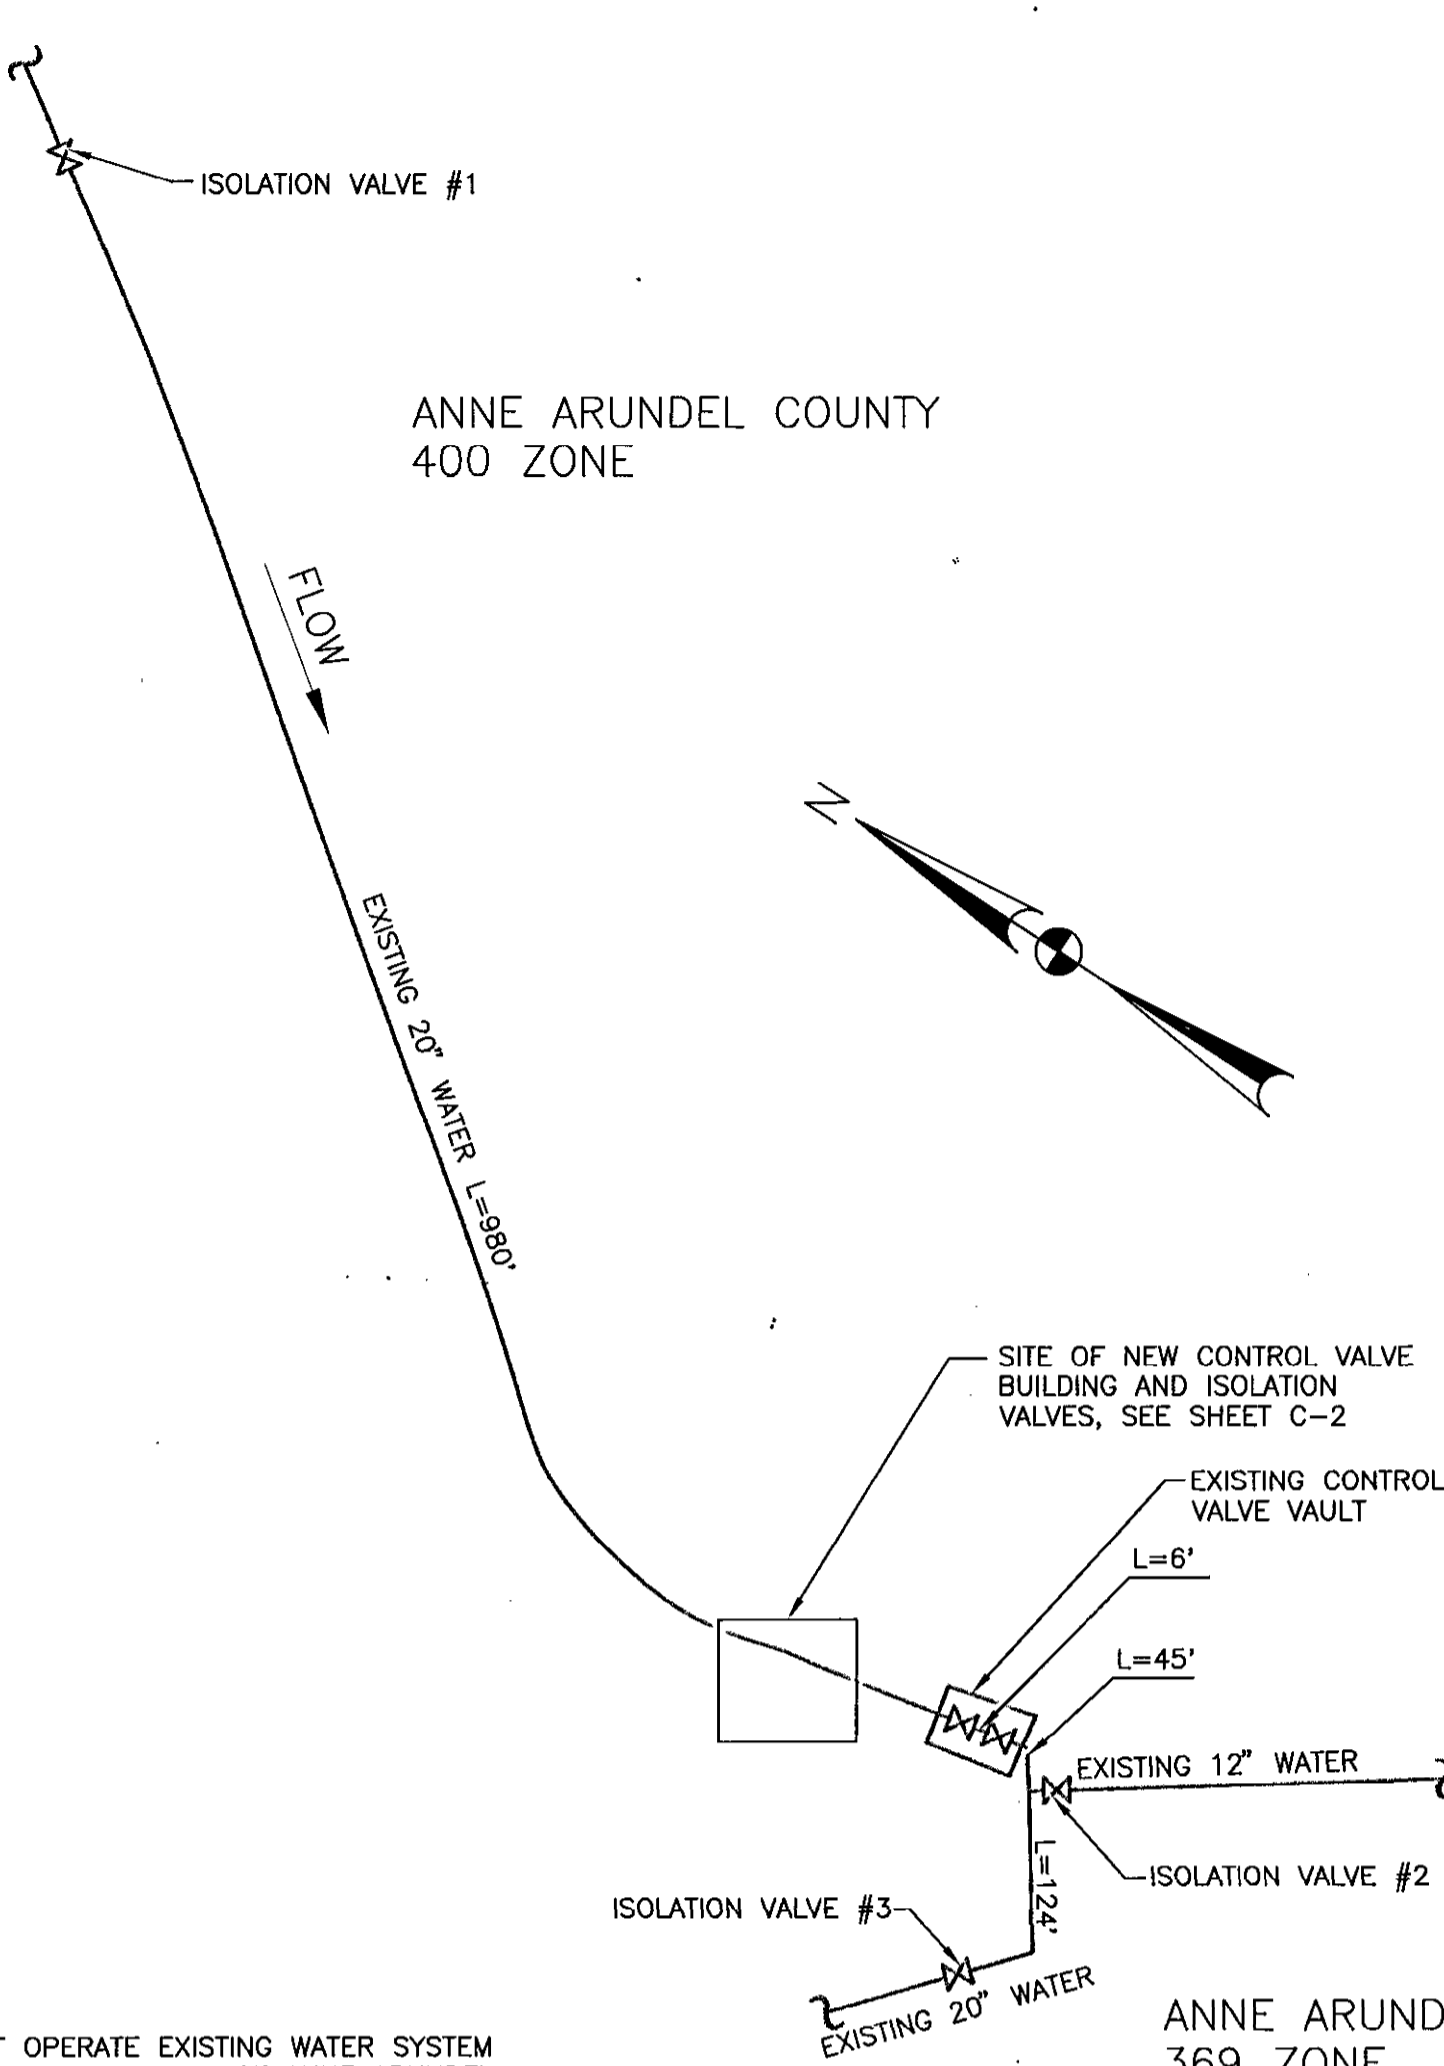 ISOLATION VALVE #1
ANNE ARUNDEL COUNTY
400 ZONE
FLOW
N
EXISTING 20" WATER L=980'
SITE OF NEW CONTROL VALVE
BUILDING AND ISOLATION
VALVES, SEE SHEET C-2
EXISTING CONTROL
VALVE VAULT
L=6'
L=45'
EXISTING 12" WATER
ISOLATION VALVE #2
L=124'
ISOLATION VALVE #3
EXISTING 20" WATER
ANNE ARUND
369 ZONE
T OPERATE EXISTING WATER SYSTEM